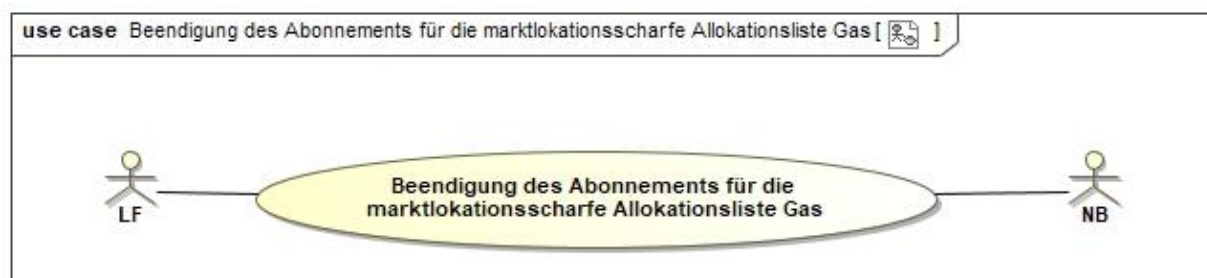 use case Beendigung des Abonnements für die marktlokationsscharfe Allokationsliste Gas [ ]
Beendigung des Abonnements für die
marktlokationsscharfe Allokationsliste Gas
LF
NB